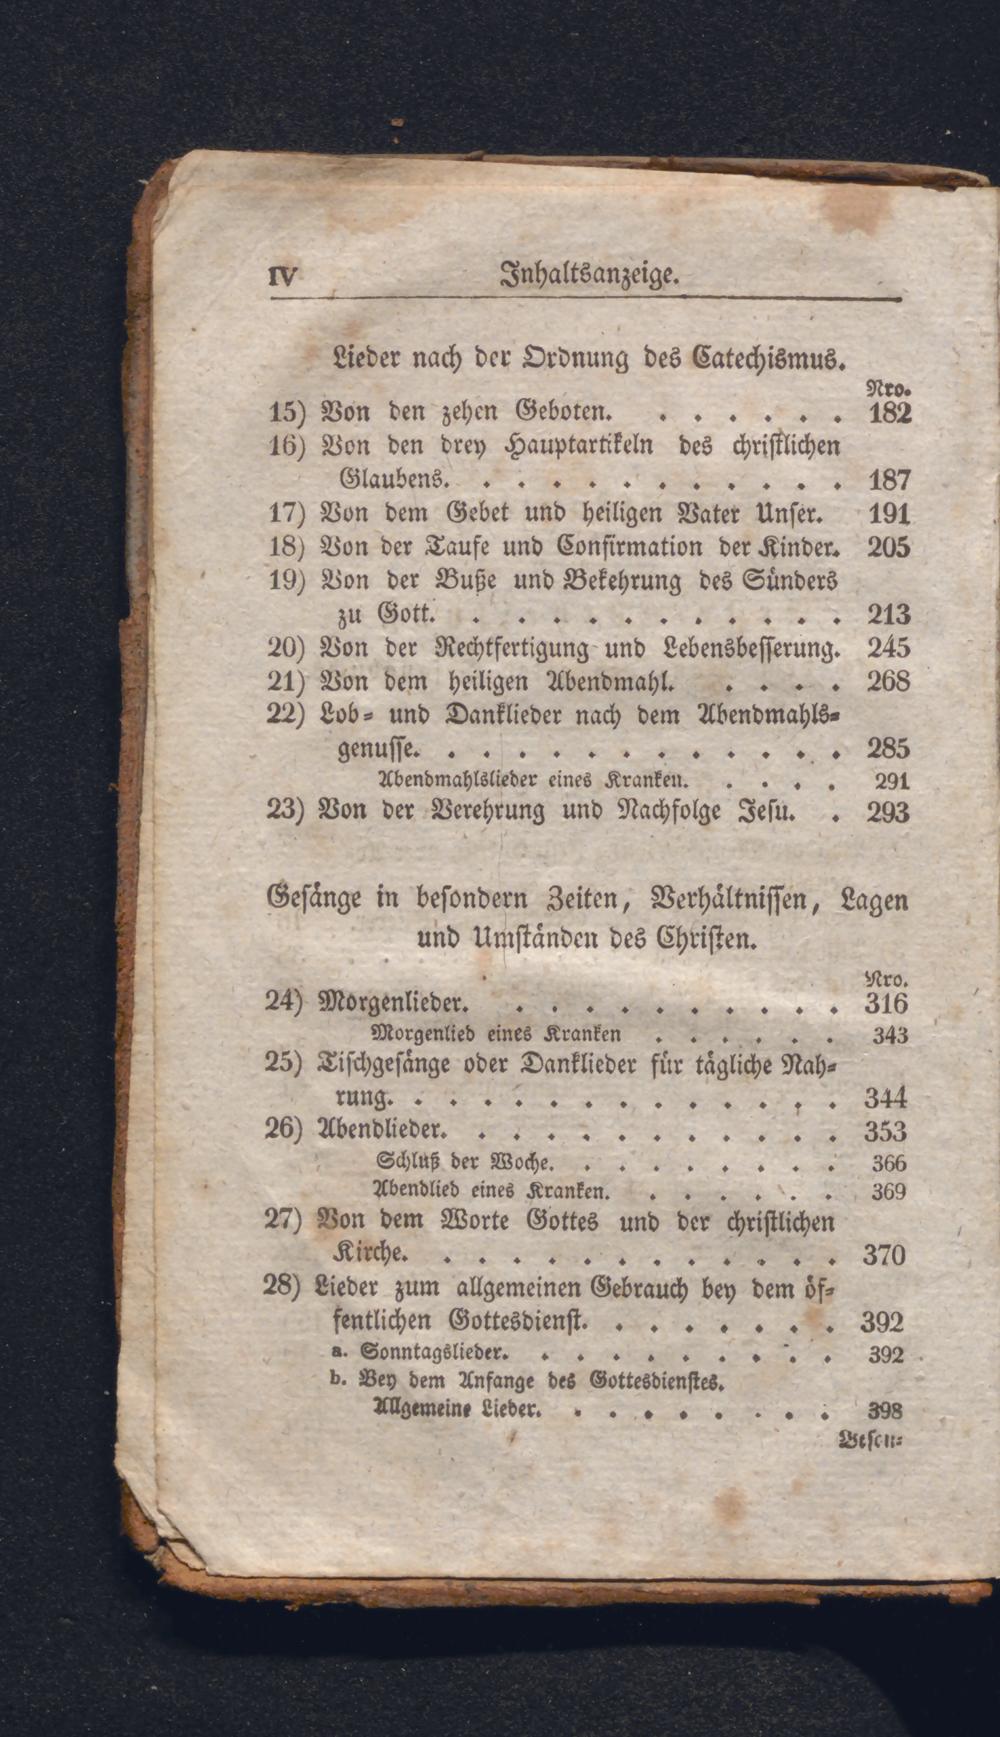 IV Inhaltsanzeige.
Lieder nach der Ordnung des Catechismus.
Nro.
15) Von den zehen Geboten. . . . . . . 182
16) Von den drey Hauptartikeln des christlichen
Glaubens. . . . . . . . . . . . 187
17) Von dem Gebet und heiligen Vater Unser. 191
18) Von der Taufe und Confirmation der Kinder. 205
19) Von der Buße und Bekehrung des Sünders
zu Gott. . . . . . . . . . . . 213
20) Von der Rechtfertigung und Lebensbesserung. 245
21) Von dem heiligen Abendmahl. . . . . 268
22) Lob- und Danklieder nach dem Abendmahls-
genusse. . . . . . . . . . . . . 285
Abendmahlslieder eines Kranken. . . . . 291
23) Von der Verehrung und Nachfolge Jesu. . 293
Gesänge in besondern Zeiten, Verhältnissen, Lagen
und Umständen des Christen.
Nro.
24) Morgenlieder. . . . . . . . . . . 316
Morgenlied eines Kranken . . . . . . 343
25) Tischgesänge oder Danklieder für tägliche Nah-
rung. . . . . . . . . . . . . . 344
26) Abendlieder. . . . . . . . . . . . 353
Schluß der Woche. . . . . . . . . 366
Abendlied eines Kranken. . . . . . . 369
27) Von dem Worte Gottes und der christlichen
Kirche. . . . . . . . . . . . . 370
28) Lieder zum allgemeinen Gebrauch bey dem öf-
fentlichen Gottesdienst. . . . . . . . 392
a. Sonntagslieder. . . . . . . . . . 392
b. Bey dem Anfange des Gottesdienstes.
Allgemeine Lieder. . . . . . . . . 398
Beson-